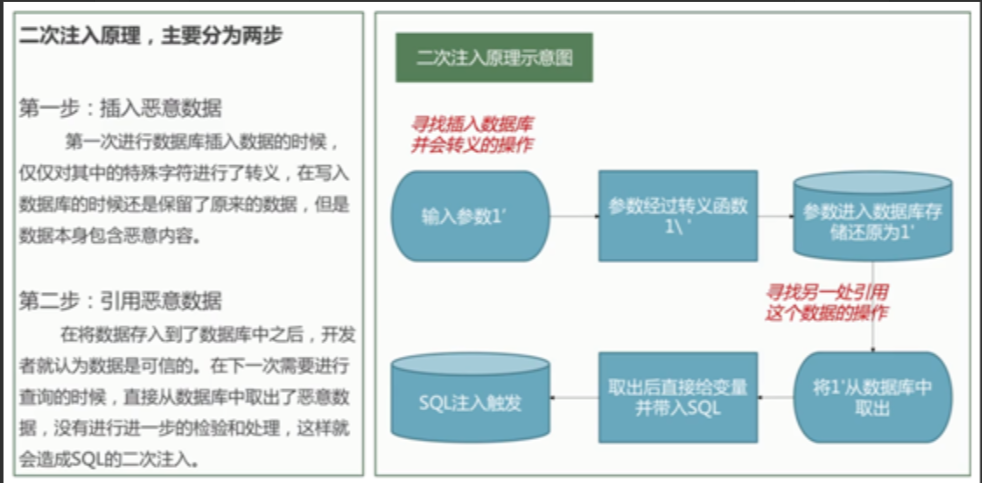 二次注入原理，主要分为两步
第一步：插入恶意数据
第一次进行数据库插入数据的时候，
仅仅对其中的特殊字符进行了转义，在写入
数据库的时候还是保留了原来的数据，但是
数据本身包含恶意内容。
第二步：引用恶意数据
在将数据存入到了数据库中之后，开发
者就认为数据是可信的。在下一次需要进行
查询的时候，直接从数据库中取出了恶意数
据，没有进行进一步的检验和处理，这样就
会造成SQL的二次注入。
二次注入原理示意图
寻找插入数据库
并会转义的操作
输入参数1'
参数经过转义函数
1\ '
参数进入数据库存
储还原为1'
寻找另一处引用
这个数据的操作
将1'从数据库中
取出
取出后直接给变量
并带入SQL
SQL注入触发